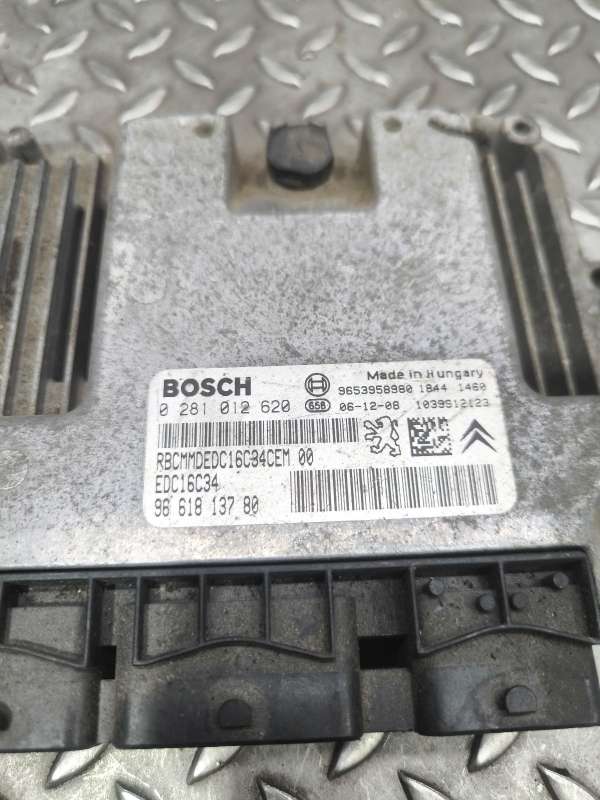 Made in Hungary
BOSCH 9653958980 1844 1460
0 281 012 620 65B 06-12-08 1039S12123
RBCMMDEDC16C34CEM 00
EDC16C34
96 618 137 80